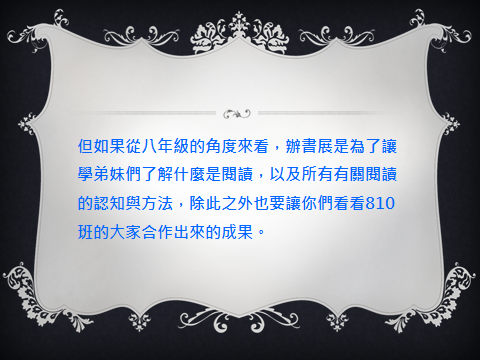 但如果從八年級的角度來看，辦書展是為了讓
學弟妹們了解什麼是閱讀，以及所有有關閱讀
的認知與方法，除此之外也要讓你們看看810
班的大家合作出來的成果。